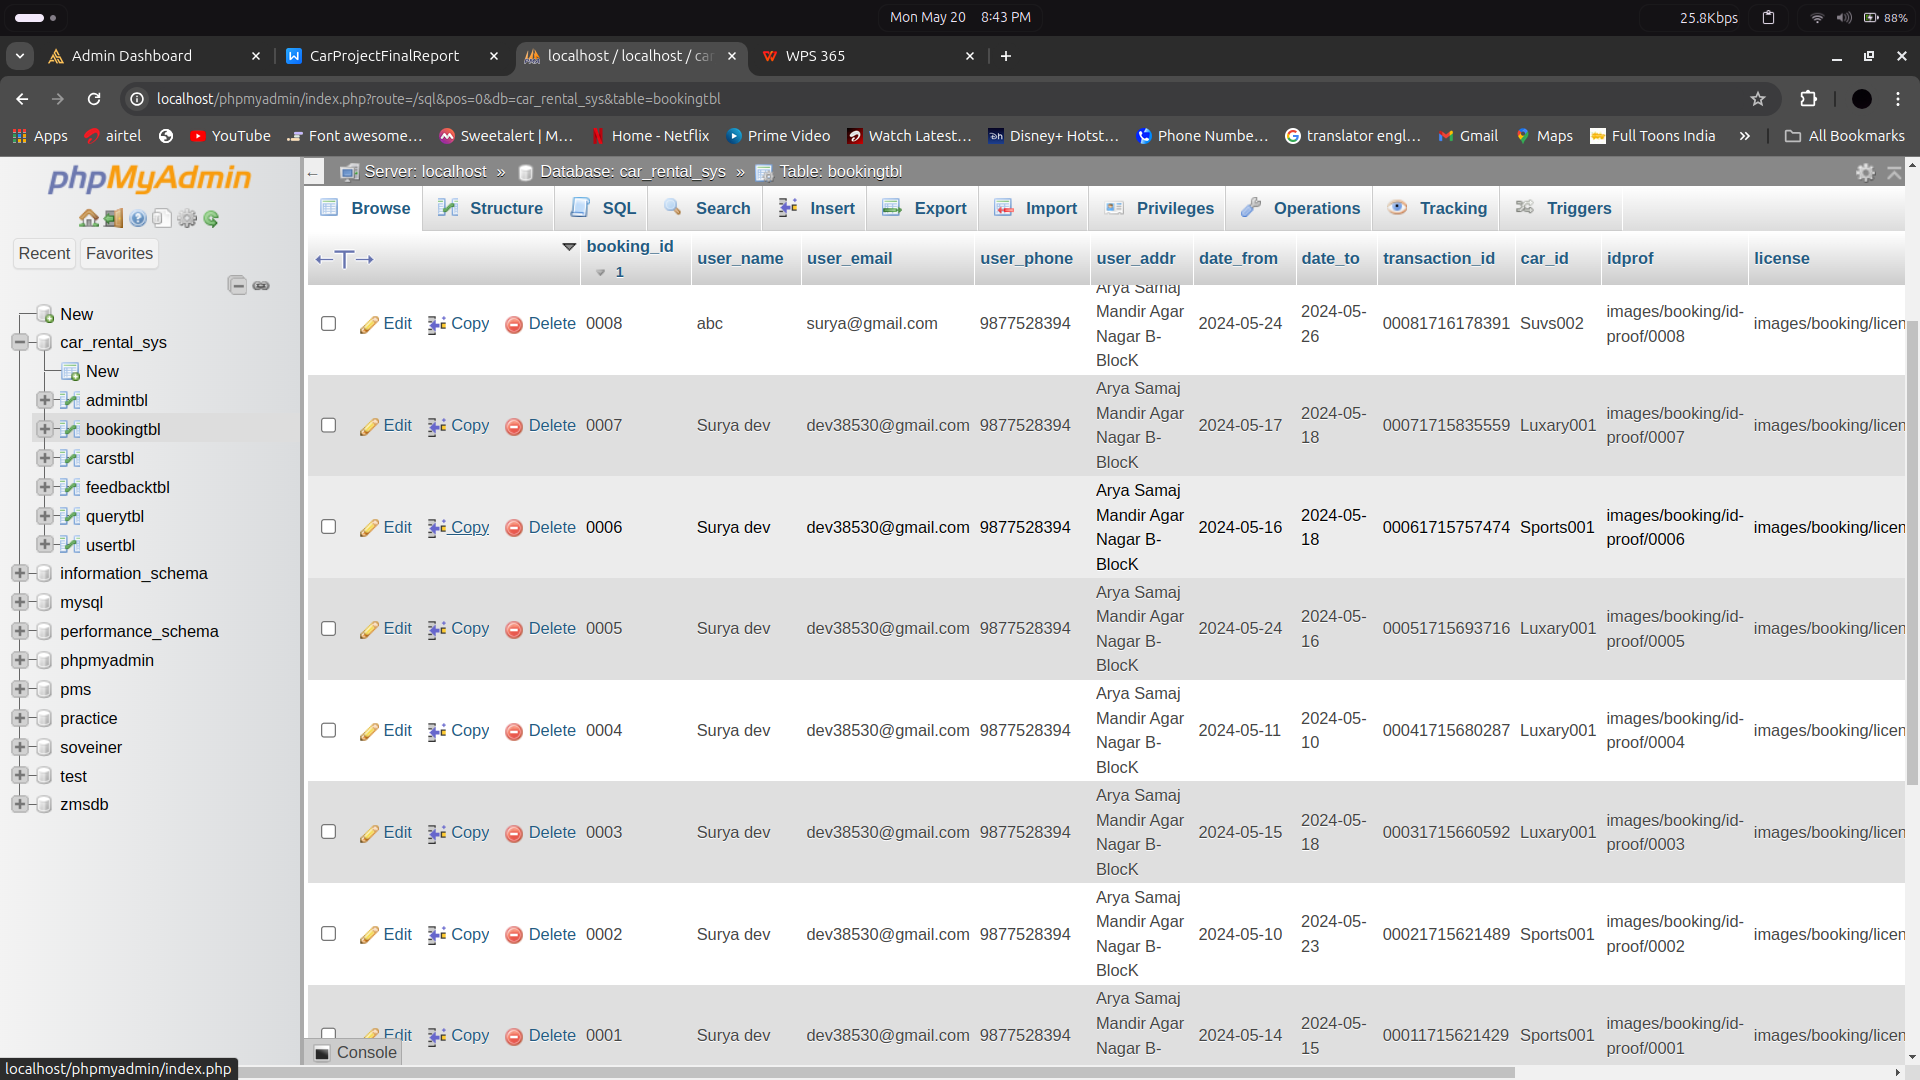 Mon May 20 8:43 PM
25.8Kbps
88%
Admin Dashboard
CarProjectFinalReport
localhost / localhost / car
WPS 365
localhost/phpmyadmin/index.php?route=/sql&pos=0&db=car_rental_sys&table=bookingtbl
Apps
airtel
YouTube
Font awesome…
Sweetalert | M…
Home - Netflix
Prime Video
Watch Latest…
Disney+ Hotst…
Phone Numbe…
translator engl…
Gmail
Maps
Full Toons India
»
All Bookmarks
phpMyAdmin
Recent
Favorites
New
car_rental_sys
New
admintbl
bookingtbl
carstbl
feedbacktbl
querytbl
usertbl
information_schema
mysql
performance_schema
phpmyadmin
pms
practice
soveiner
test
zmsdb
Server: localhost » Database: car_rental_sys » Table: bookingtbl
Browse Structure SQL Search Insert Export Import Privileges Operations Tracking Triggers
booking_id 1 user_name user_email user_phone user_addr date_from date_to transaction_id car_id idprof license
Edit Copy Delete 0008 abc surya@gmail.com 9877528394 Arya Samaj Mandir Agar Nagar B-BlocK 2024-05-24 2024-05-26 00081716178391 Suvs002 images/booking/id-proof/0008 images/booking/licen
Edit Copy Delete 0007 Surya dev dev38530@gmail.com 9877528394 Arya Samaj Mandir Agar Nagar B-BlocK 2024-05-17 2024-05-18 00071715835559 Luxary001 images/booking/id-proof/0007 images/booking/licen
Edit Copy Delete 0006 Surya dev dev38530@gmail.com 9877528394 Arya Samaj Mandir Agar Nagar B-BlocK 2024-05-16 2024-05-18 00061715757474 Sports001 images/booking/id-proof/0006 images/booking/licen
Edit Copy Delete 0005 Surya dev dev38530@gmail.com 9877528394 Arya Samaj Mandir Agar Nagar B-BlocK 2024-05-24 2024-05-16 00051715693716 Luxary001 images/booking/id-proof/0005 images/booking/licen
Edit Copy Delete 0004 Surya dev dev38530@gmail.com 9877528394 Arya Samaj Mandir Agar Nagar B-BlocK 2024-05-11 2024-05-10 00041715680287 Luxary001 images/booking/id-proof/0004 images/booking/licen
Edit Copy Delete 0003 Surya dev dev38530@gmail.com 9877528394 Arya Samaj Mandir Agar Nagar B-BlocK 2024-05-15 2024-05-18 00031715660592 Luxary001 images/booking/id-proof/0003 images/booking/licen
Edit Copy Delete 0002 Surya dev dev38530@gmail.com 9877528394 Arya Samaj Mandir Agar Nagar B-BlocK 2024-05-10 2024-05-23 00021715621489 Sports001 images/booking/id-proof/0002 images/booking/licen
Edit Copy Delete 0001 Surya dev dev38530@gmail.com 9877528394 Arya Samaj Mandir Agar Nagar B- 2024-05-14 2024-05-15 00011715621429 Sports001 images/booking/id-proof/0001 images/booking/licen
Console
localhost/phpmyadmin/index.php